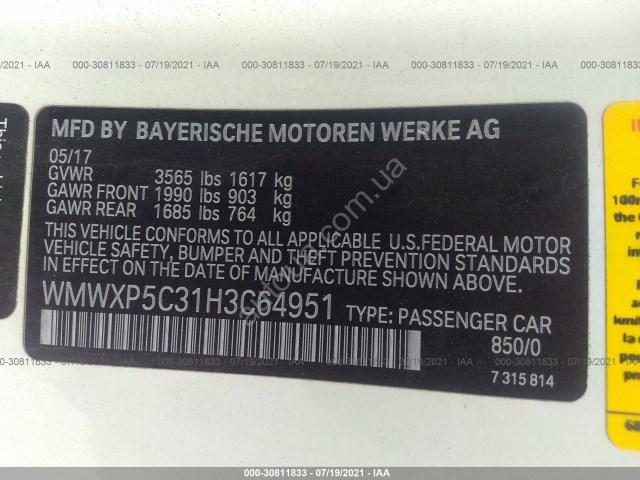 000-30811833 - 07/19/2021 - IAA
MFD BY BAYERISCHE MOTOREN WERKE AG
05/17
GVWR 3565 lbs 1617 kg
GAWR FRONT 1990 lbs 903 kg
GAWR REAR 1685 lbs 764 kg
THIS VEHICLE CONFORMS TO ALL APPLICABLE U.S.FEDERAL MOTOR
VEHICLE SAFETY, BUMPER AND THEFT PREVENTION STANDARDS
IN EFFECT ON THE DATE OF MANUFACTURE SHOWN ABOVE.
WMWXP5C31H3C64951 TYPE: PASSENGER CAR
850/0
7 315 814
000-30811833 - 07/19/2021 - IAA